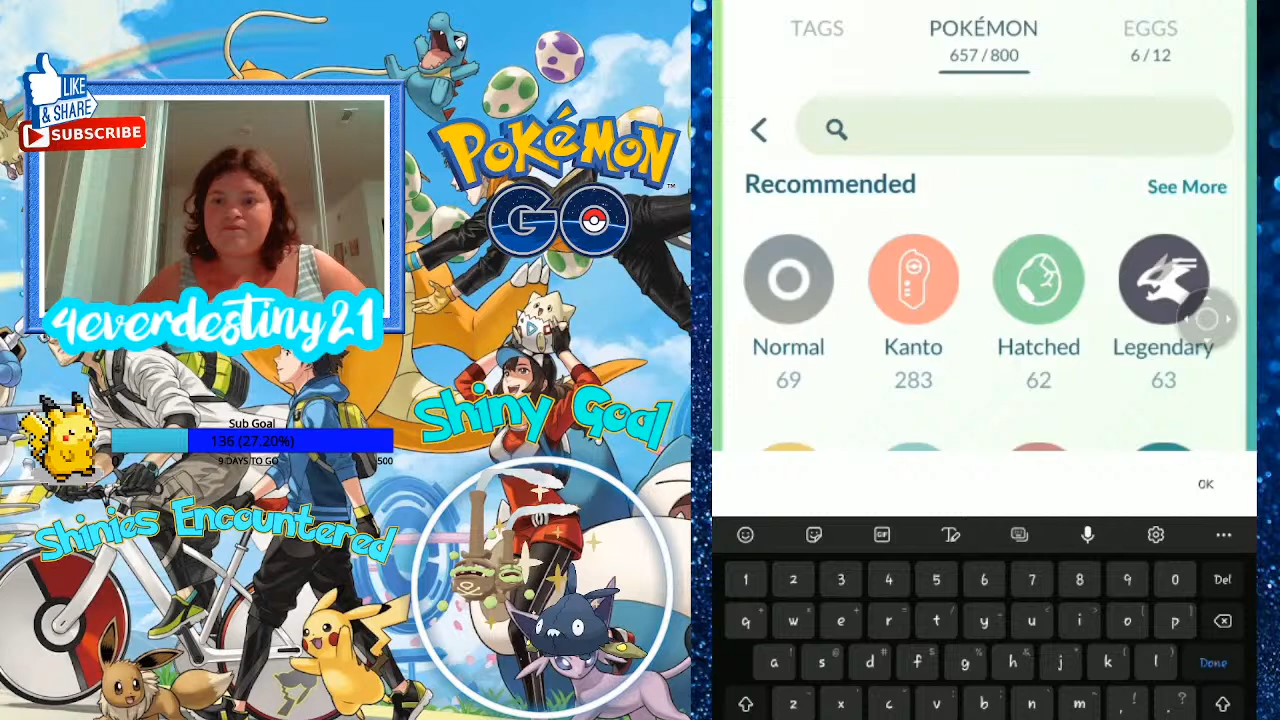 LIKE
& SHARE
SUBSCRIBE
4everdestiny21
Sub Goal
136 (27.20%)
9 DAYS TO GO
500
Shinies Encountered
POKÉMON
GO
TM
Shiny Goal
TAGS
POKÉMON
EGGS
657 / 800
6 / 12
Recommended
See More
Normal
Kanto
Hatched
Legendary
69
283
62
63
OK
GIF
1 2 3 4 5 6 7 8 9 0 Del
q w e r t y u i o p
a s d f g h j k l Done
z x c v b n m , .